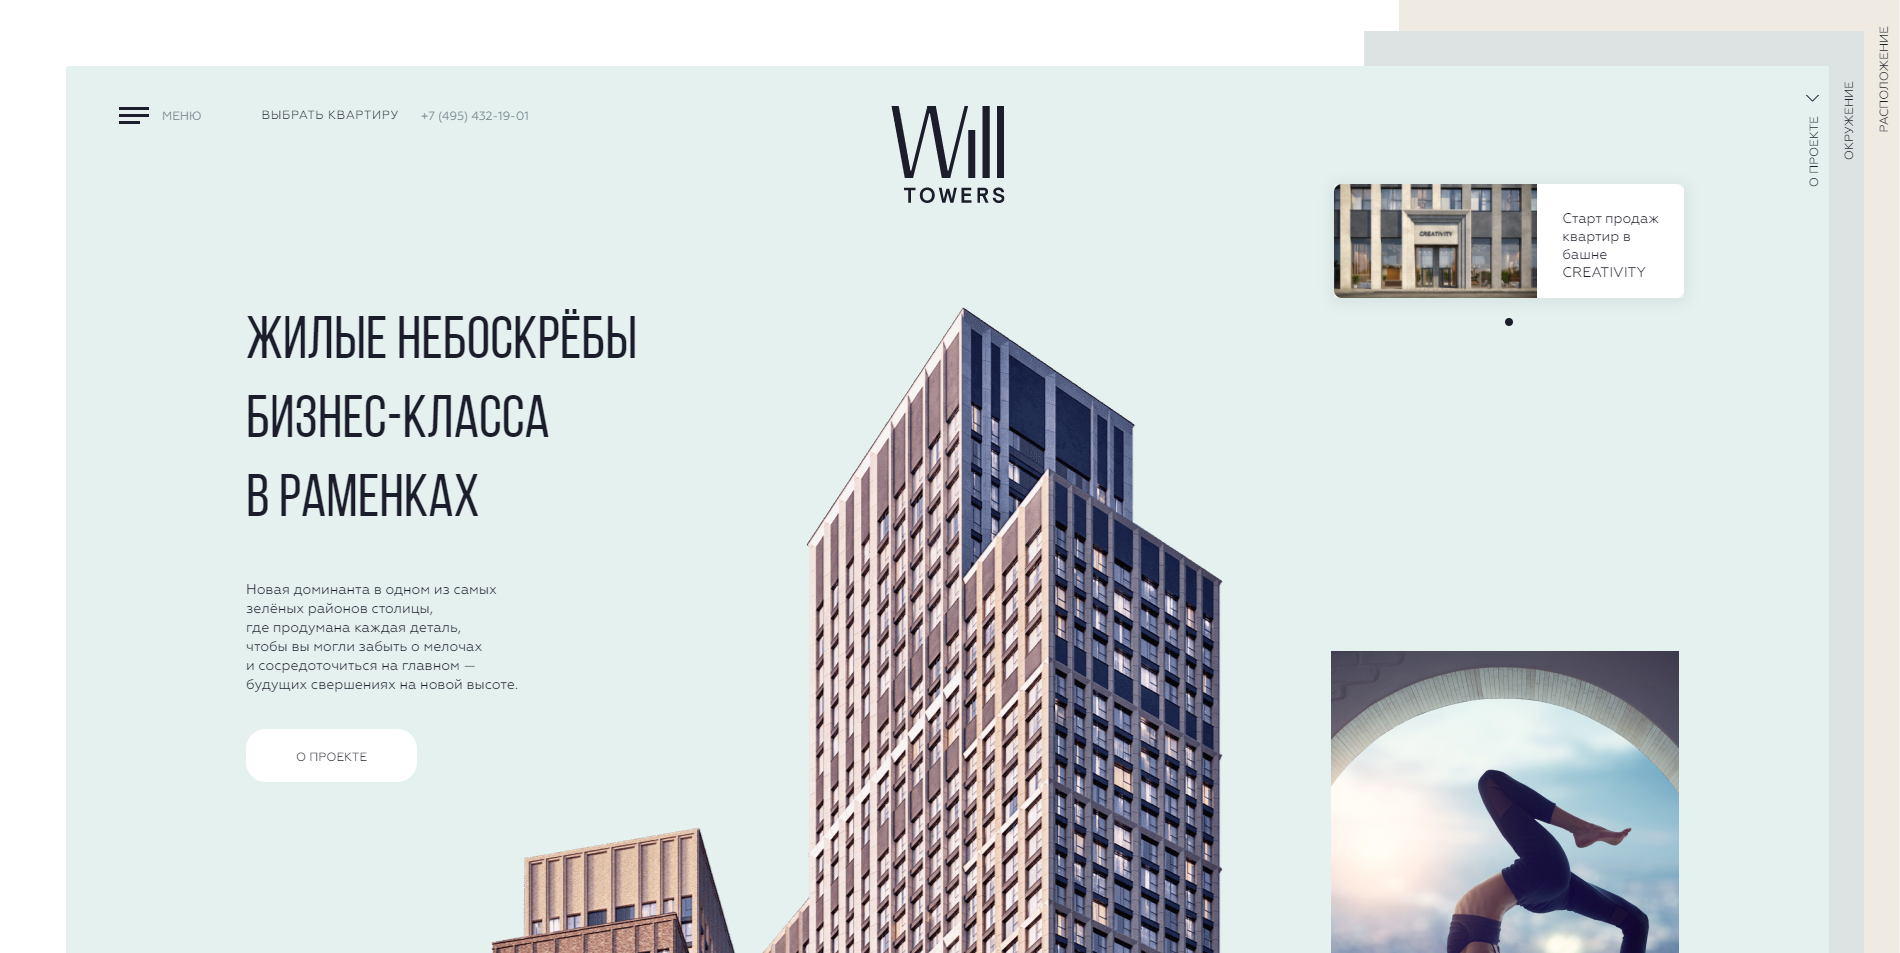 МЕНЮ
ВЫБРАТЬ КВАРТИРУ
+7 (495) 432-19-01
Will
TOWERS
О ПРОЕКТЕ
ОКРУЖЕНИЕ
РАСПОЛОЖЕНИЕ
CREATIVITY
Старт продаж
квартир в
башне
CREATIVITY
ЖИЛЫЕ НЕБОСКРЁБЫ
БИЗНЕС-КЛАССА
В РАМЕНКАХ
Новая доминанта в одном из самых
зелёных районов столицы,
где продумана каждая деталь,
чтобы вы могли забыть о мелочах
и сосредоточиться на главном —
будущих свершениях на новой высоте.
О ПРОЕКТЕ